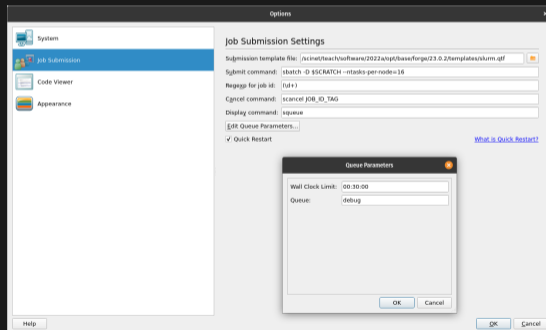 Options
System
Job Submission
Code Viewer
Appearance
Job Submission Settings
Submission template file: /scinet/teach/software/2022a/opt/base/forge/23.0.2/templates/slurm.qtf
Submit command: sbatch -D $SCRATCH --ntasks-per-node=16
Regexp for job id: (\d+)
Cancel command: scancel JOB_ID_TAG
Display command: squeue
Edit Queue Parameters...
Quick Restart
What is Quick Restart?
Queue Parameters
Wall Clock Limit: 00:30:00
Queue: debug
OK Cancel
Help OK Cancel